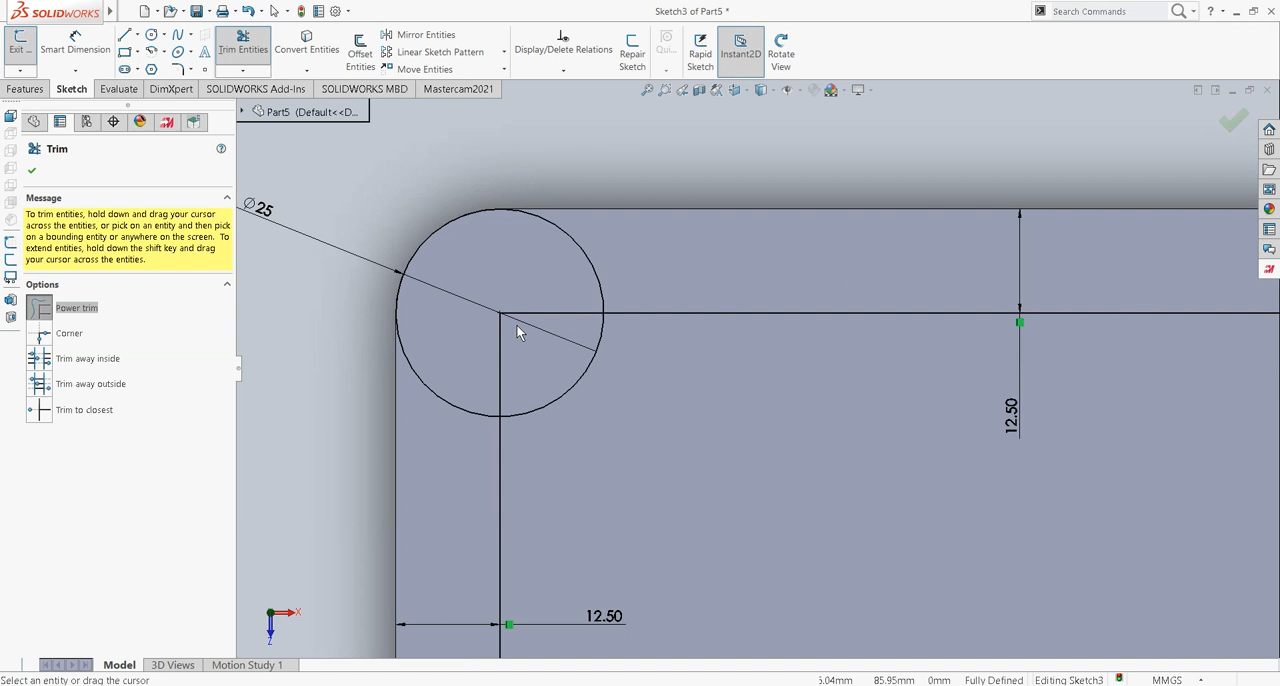 SOLIDWORKS
Sketch3 of Part5 *
Search Commands
Exit ...
Smart Dimension
Trim Entities
Convert Entities
Offset
Entities
Mirror Entities
Linear Sketch Pattern
Move Entities
Display/Delete Relations
Repair
Sketch
Qui...
Rapid
Sketch
Instant2D
Rotate
View
Features
Sketch
Evaluate
DimXpert
SOLIDWORKS Add-Ins
SOLIDWORKS MBD
Mastercam2021
Part5 (Default<<D...
Trim
Message
To trim entities, hold down and drag your cursor
across the entities, or pick on an entity and then pick
on a bounding entity or anywhere on the screen. To
extend entities, hold down the shift key and drag
your cursor across the entities.
Options
Power trim
Corner
Trim away inside
Trim away outside
Trim to closest
Ø25
12.50
12.50
X
Z
Model
3D Views
Motion Study 1
Select an entity or drag the cursor
85.95mm
0mm
Fully Defined
Editing Sketch3
MMGS